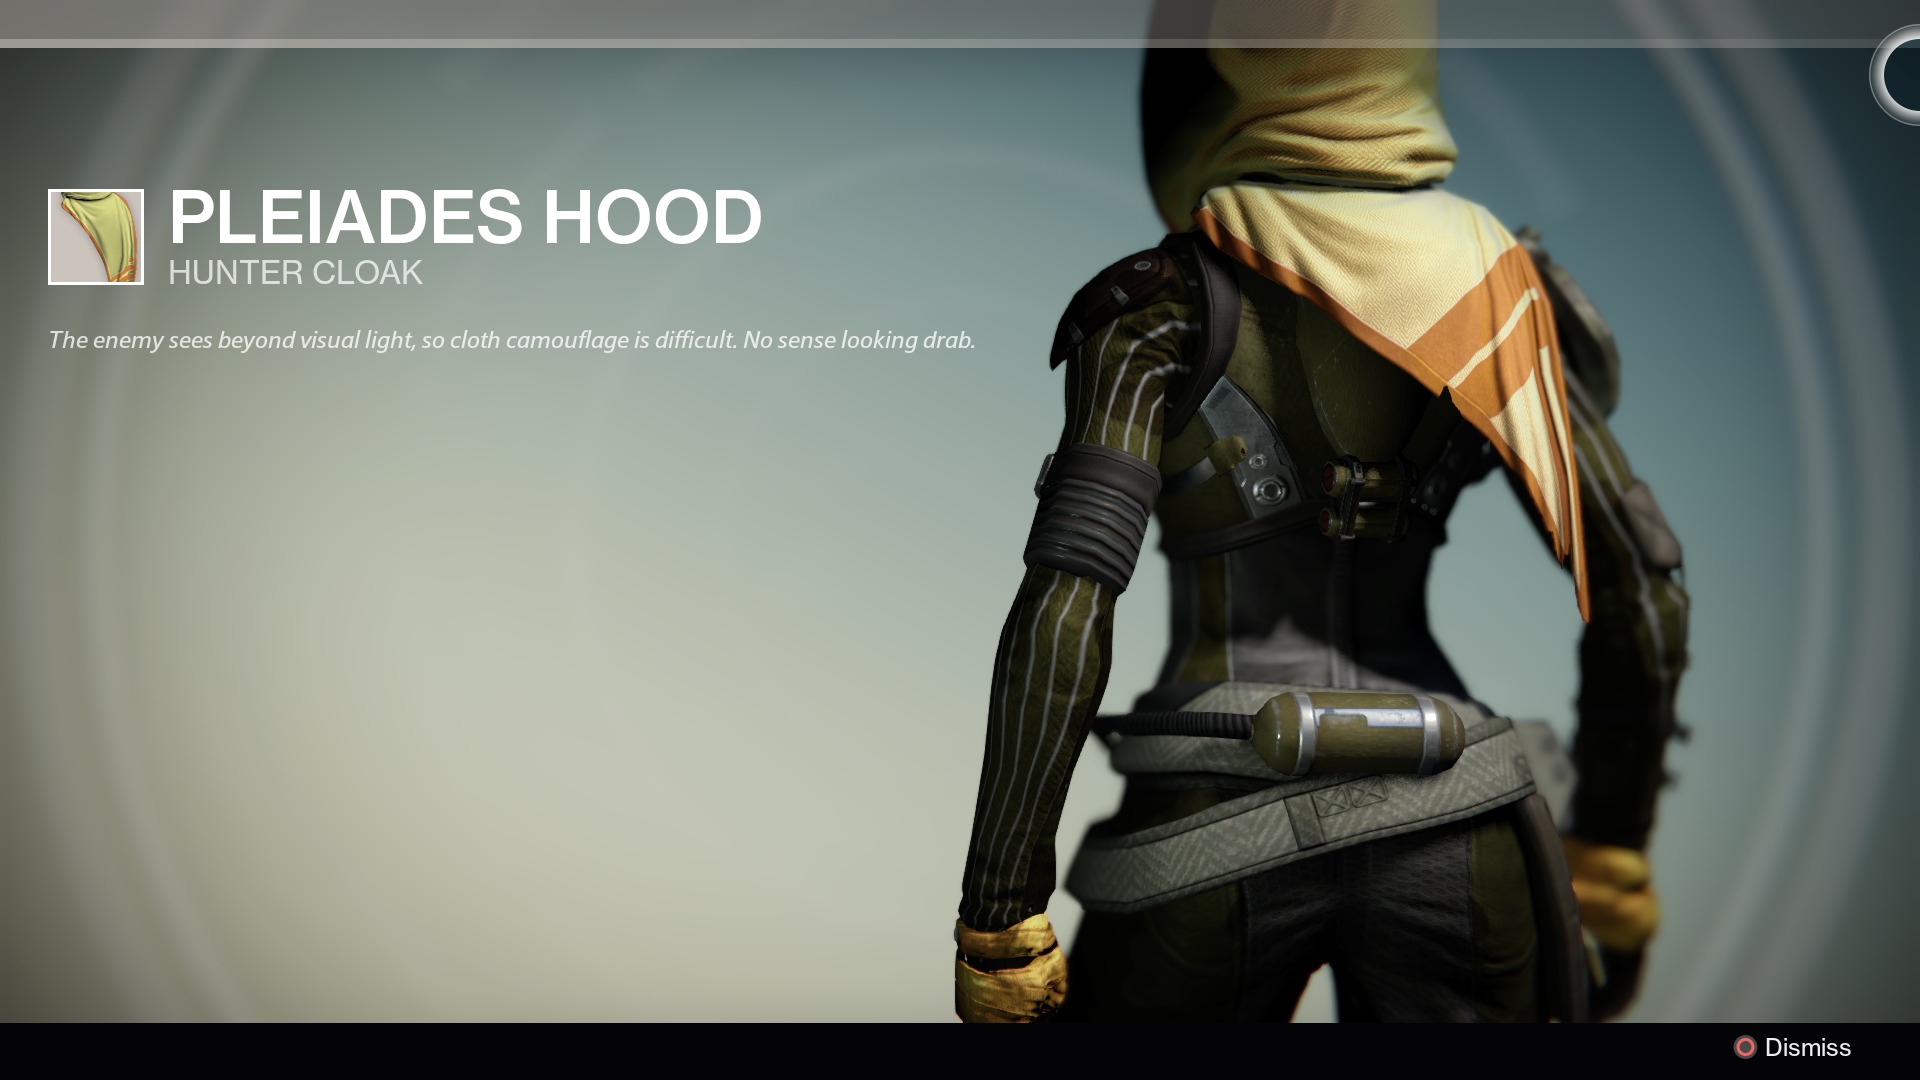 PLEIADES HOOD
HUNTER CLOAK
The enemy sees beyond visual light, so cloth camouflage is difficult. No sense looking drab.
Dismiss